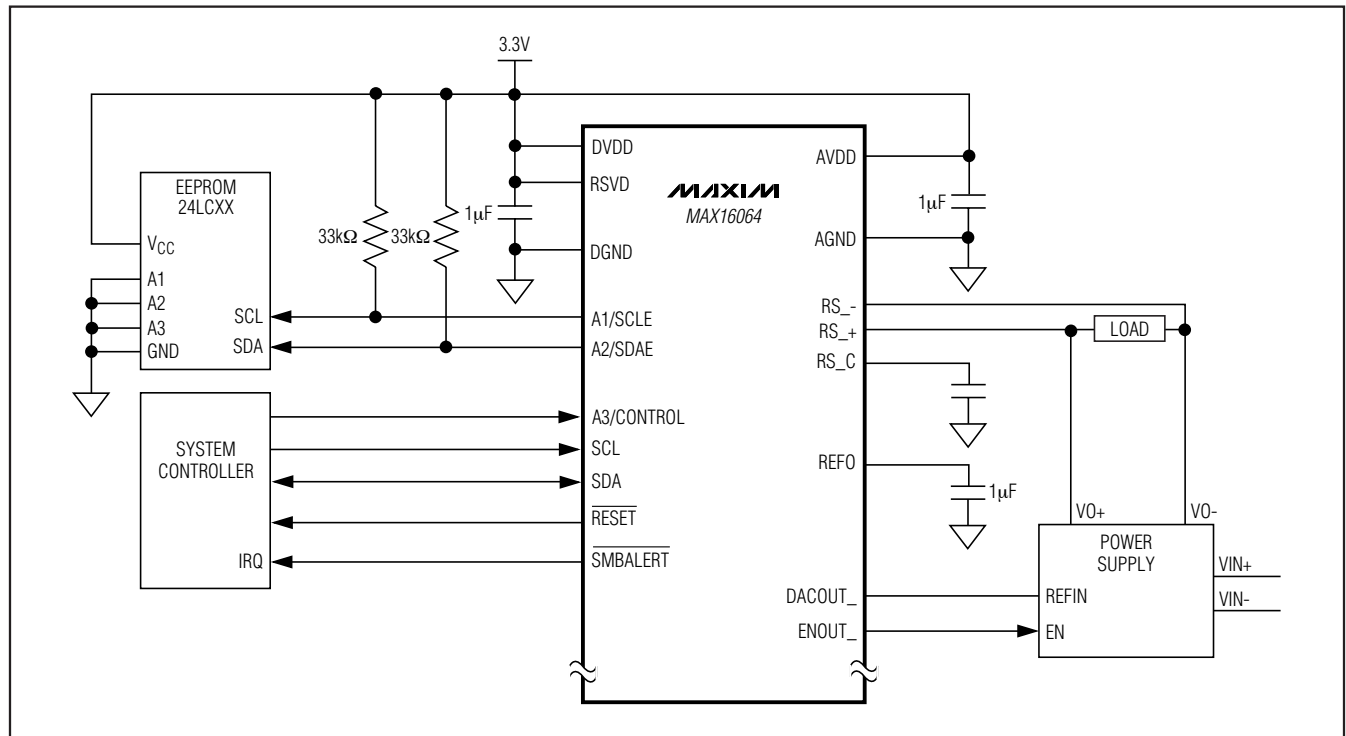 3.3V
EEPROM
24LCXX
VCC
A1
A2
A3
GND
SCL
SDA
33kΩ
33kΩ
1μF
DVDD
RSVD
DGND
A1/SCLE
A2/SDAE
A3/CONTROL
SCL
SDA
RESET
SMBALERT
MAXIM
MAX16064
AVDD
AGND
RS_-
RS_+
RS_C
REFO
DACOUT_
ENOUT_
1μF
LOAD
1μF
SYSTEM
CONTROLLER
IRQ
VO+
VO-
POWER
SUPPLY
REFIN
EN
VIN+
VIN-